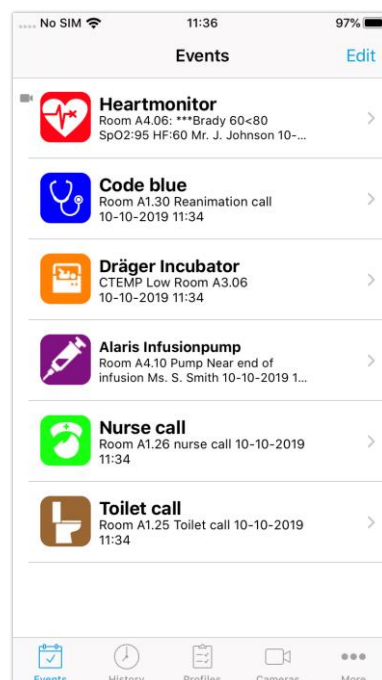 No SIM 11:36 97%
Events Edit
Heartmonitor
Room A4.06: ***Brady 60<80
SpO2:95 HF:60 Mr. J. Johnson 10-...
Code blue
Room A1.30 Reanimation call
10-10-2019 11:34
Dräger Incubator
CTEMP Low Room A3.06
10-10-2019 11:34
Alaris Infusionpump
Room A4.10 Pump Near end of
infusion Ms. S. Smith 10-10-2019 1...
Nurse call
Room A1.26 nurse call 10-10-2019
11:34
Toilet call
Room A1.25 Toilet call 10-10-2019
11:34
Events History Profiles Cameras More